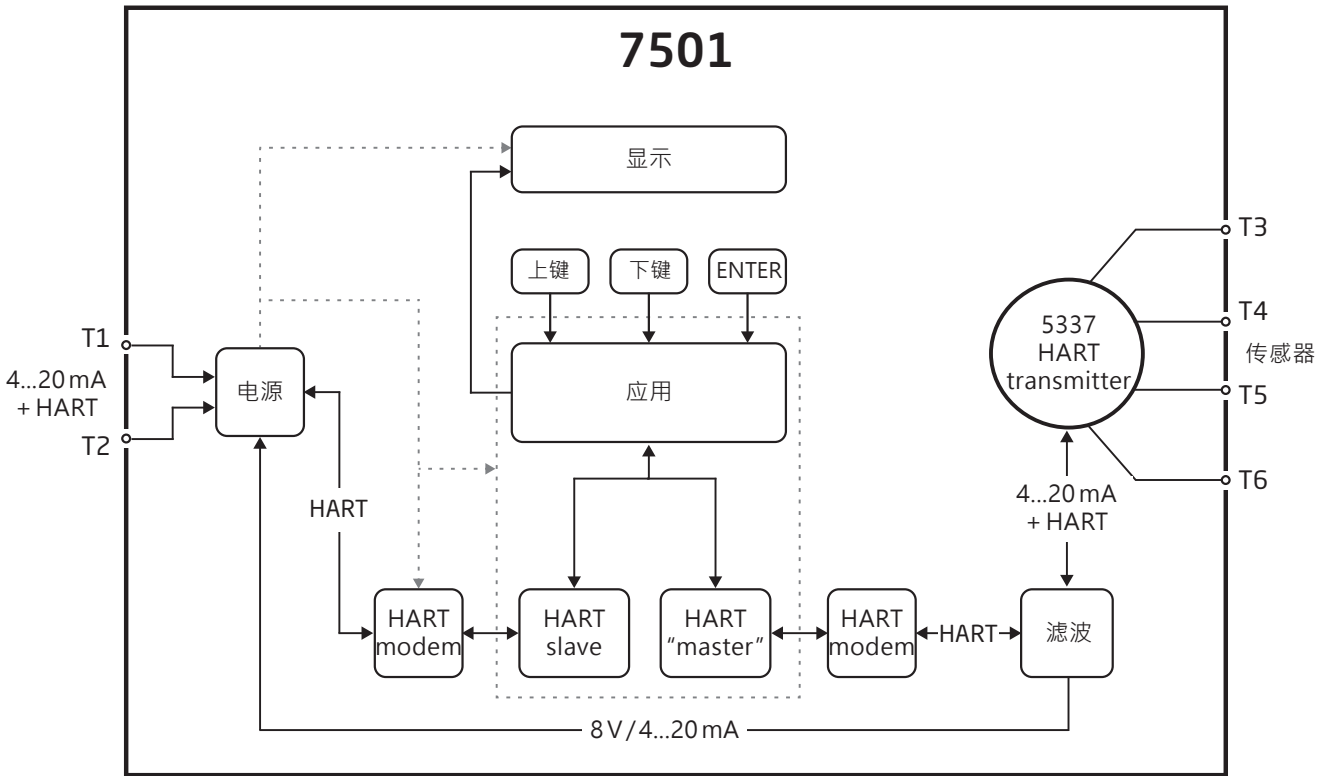 7501
显示
上键
下键
ENTER
T1
4...20 mA
+ HART
T2
电源
应用
5337
HART
transmitter
T3
T4
传感器
T5
T6
HART
4...20 mA
+ HART
HART
modem
HART
slave
HART
“master”
HART
modem
HART
滤波
8 V / 4...20 mA